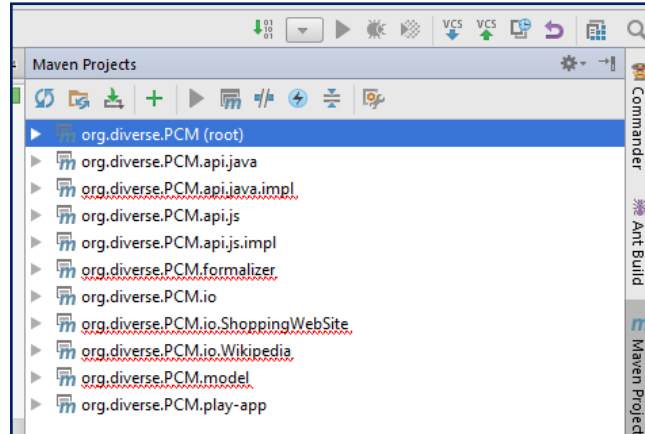 VCS VCS
Maven Projects
org.diverse.PCM (root)
org.diverse.PCM.api.java
org.diverse.PCM.api.java.impl
org.diverse.PCM.api.js
org.diverse.PCM.api.js.impl
org.diverse.PCM.formalizer
org.diverse.PCM.io
org.diverse.PCM.io.ShoppingWebSite
org.diverse.PCM.io.Wikipedia
org.diverse.PCM.model
org.diverse.PCM.play-app
Commander
Ant Build
Maven Project